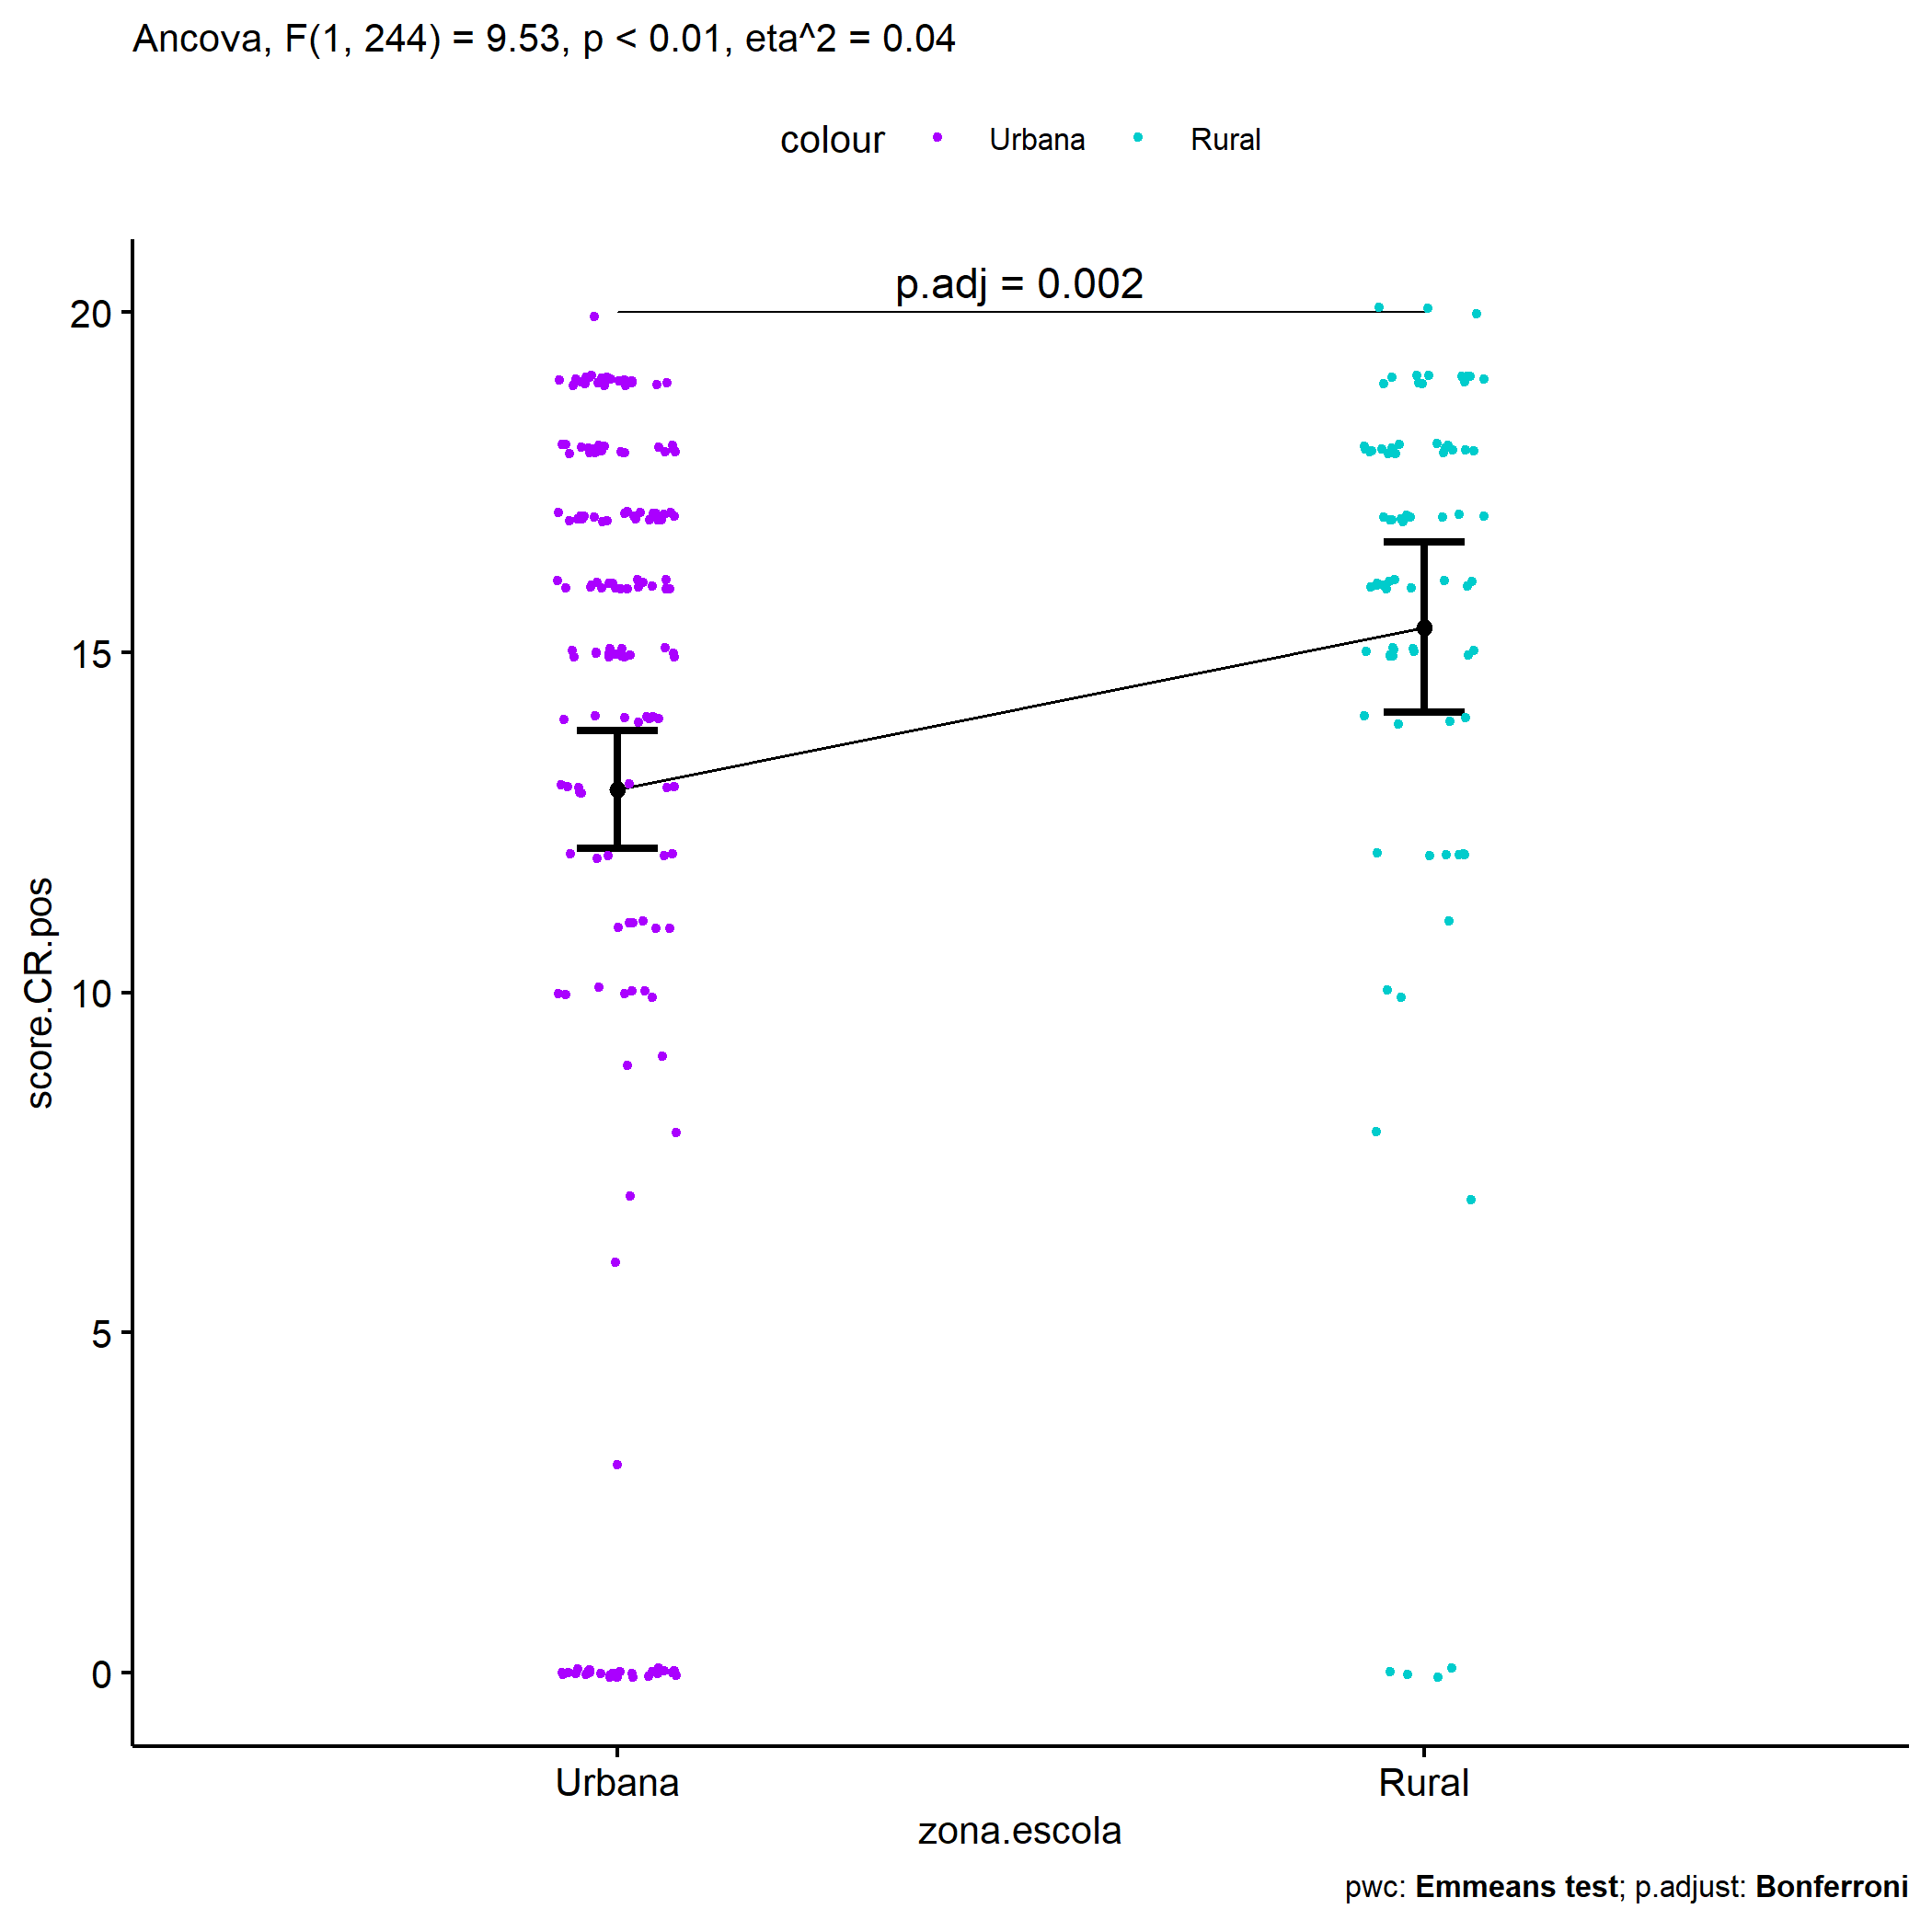 Ancova, F(1, 244) = 9.53, p < 0.01, eta^2 = 0.04
colour Urbana Rural
p.adj = 0.002
20
15
10
5
0
score.CR.pos
Urbana Rural
zona.escola
pwc: Emmeans test; p.adjust: Bonferroni